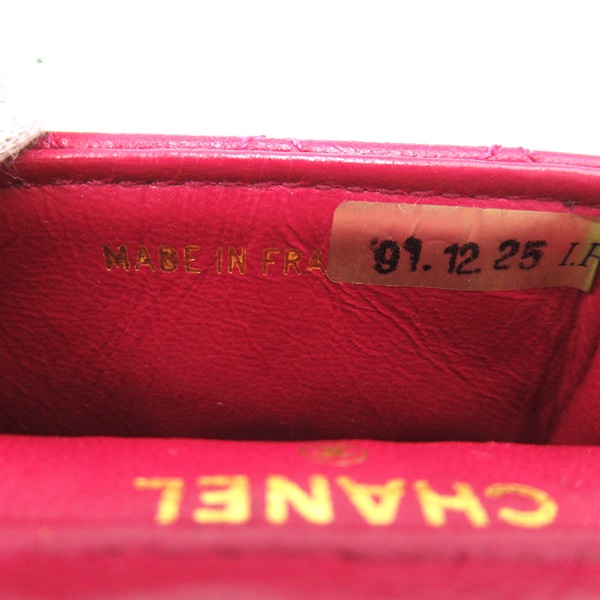 MADE IN FRA
'91.12.25 I.F
CHANEL